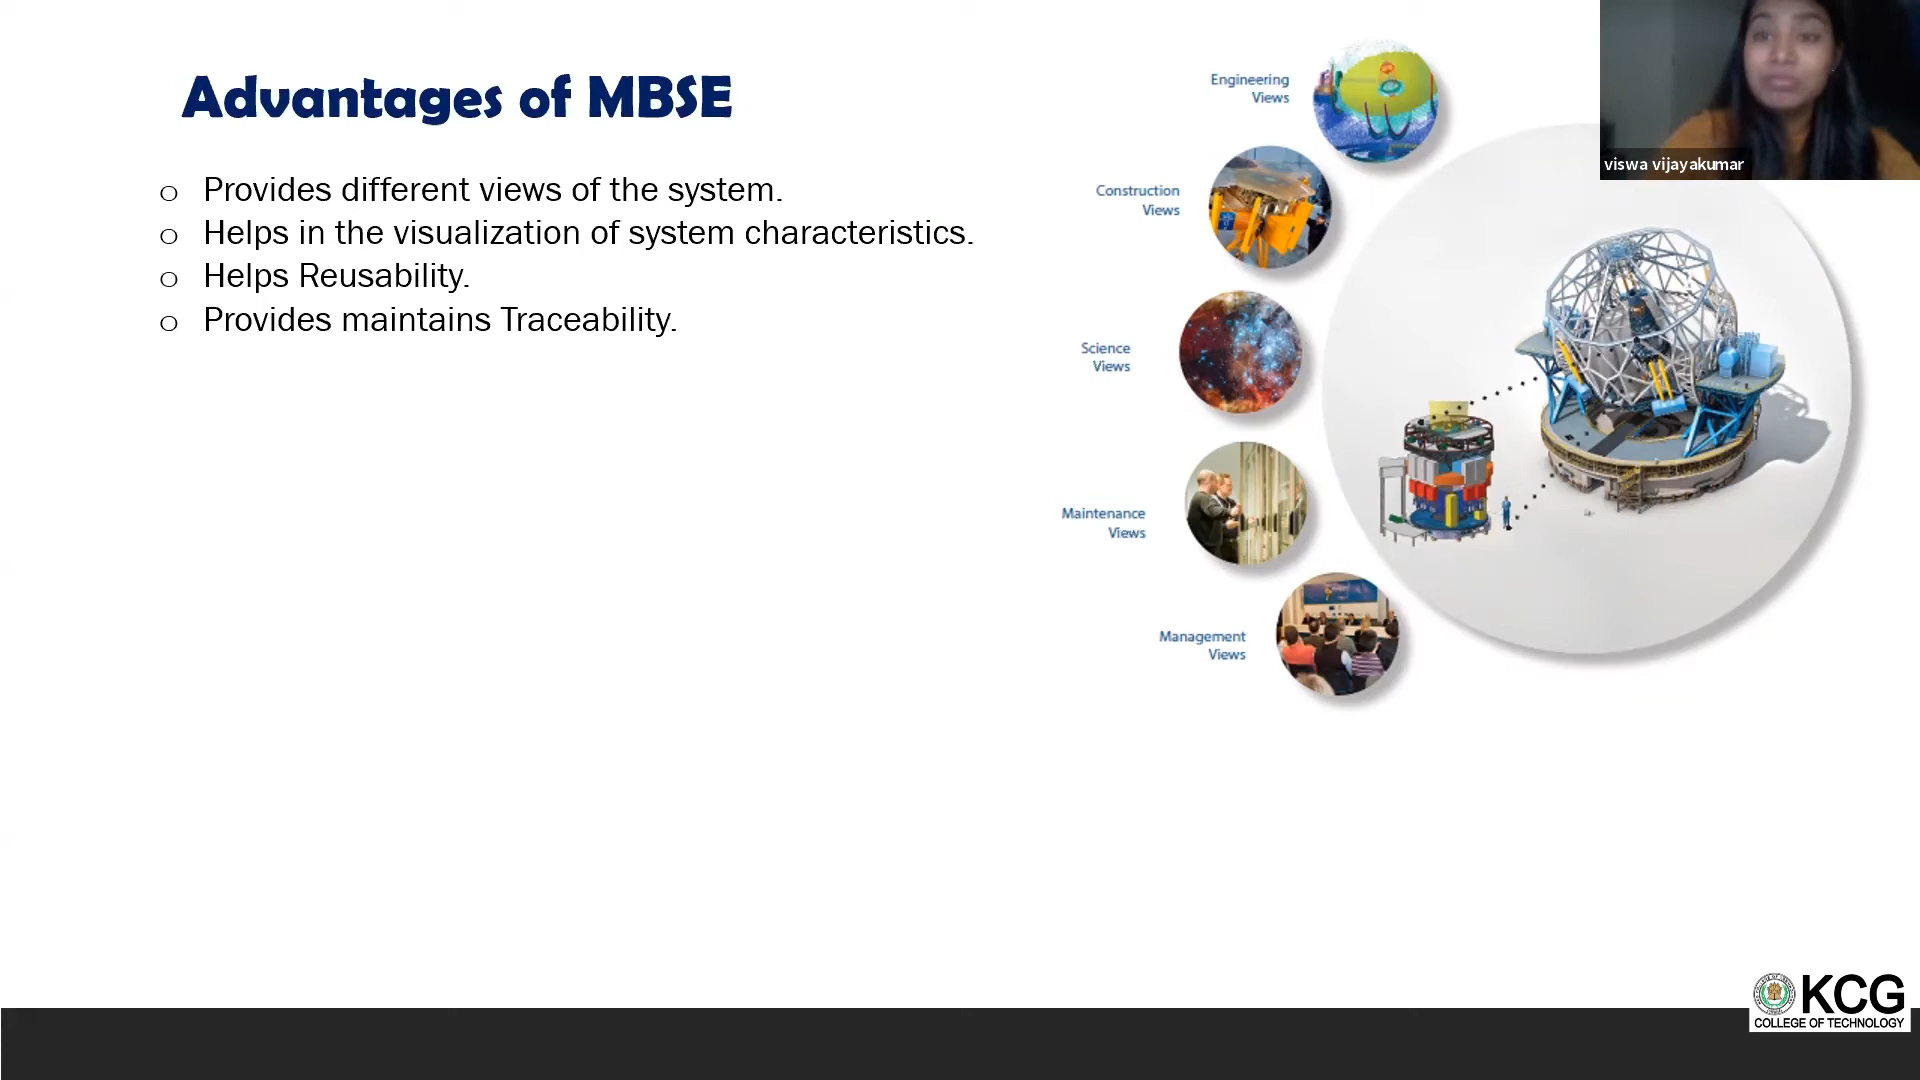 Advantages of MBSE
o Provides different views of the system.
o Helps in the visualization of system characteristics.
o Helps Reusability.
o Provides maintains Traceability.
Engineering
Views
Construction
Views
Science
Views
Maintenance
Views
Management
Views
viswa vijayakumar
KCG
COLLEGE OF TECHNOLOGY